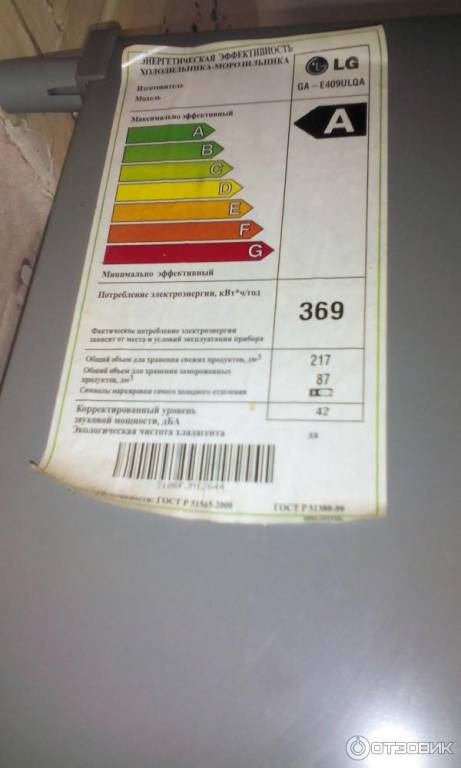 ЭНЕРГЕТИЧЕСКАЯ ЭФФЕКТИВНОСТЬ
ХОЛОДИЛЬНИКА-МОРОЗИЛЬНИКА
LG
Изготовитель
GA - E409ULQA
Модель
Максимально эффективный
A
A
B
C
D
E
F
G
Минимально эффективный
Потребление электроэнергии, кВт*ч/год
369
Фактическое потребление электроэнергии
зависит от места и условий эксплуатации прибора
Общий объем для хранения свежих продуктов, дм³ 217
Общий объем для хранения замороженных
продуктов, дм³ 87
Символы маркировки самого холодного отделения
Корректированный уровень 42
звуковой мощности, дБА
Экологическая чистота хладагента да
ГОСТ Р 51565-2000 ГОСТ Р 51388-99
ОТЗОВИК